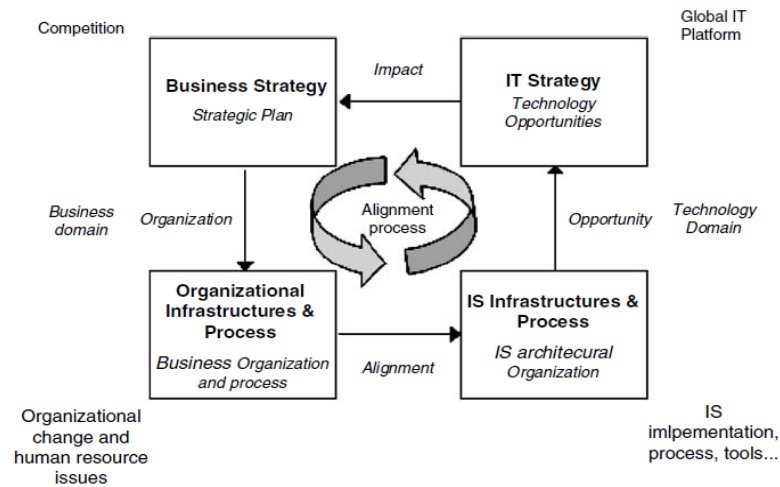 Competition
Global IT
Platform
Business Strategy
Strategic Plan
Impact
IT Strategy
Technology
Opportunities
Business
domain
Organization
Alignment
process
Opportunity
Technology
Domain
Organizational
Infrastructures &
Process
Business Organization
and process
Alignment
IS Infrastructures &
Process
IS architecural
Organization
Organizational
change and
human resource
issues
IS
imlpementation,
process, tools...